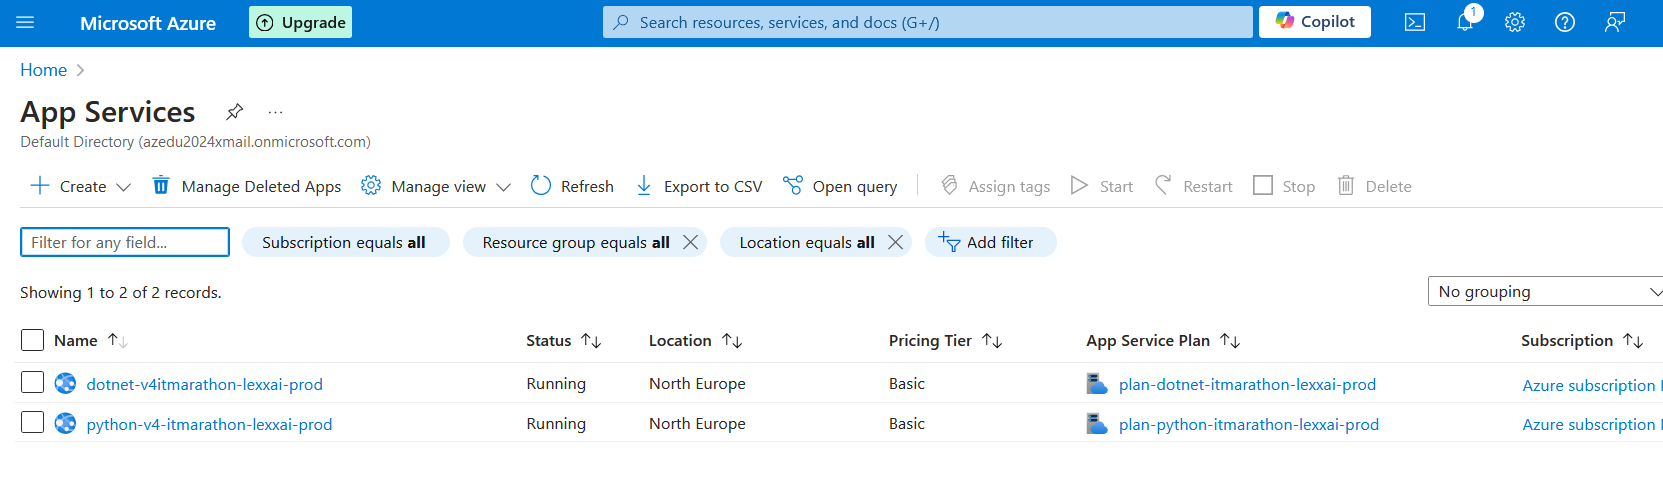 Microsoft Azure Upgrade Search resources, services, and docs (G+/) Copilot 1
Home
App Services ...
Default Directory (azedu2024xmail.onmicrosoft.com)
Create Manage Deleted Apps Manage view Refresh Export to CSV Open query Assign tags Start Restart Stop Delete
Filter for any field... Subscription equals all Resource group equals all Location equals all Add filter
Showing 1 to 2 of 2 records. No grouping
Name Status Location Pricing Tier App Service Plan Subscription
dotnet-v4itmarathon-lexxai-prod Running North Europe Basic plan-dotnet-itmarathon-lexxai-prod Azure subscription
python-v4-itmarathon-lexxai-prod Running North Europe Basic plan-python-itmarathon-lexxai-prod Azure subscription